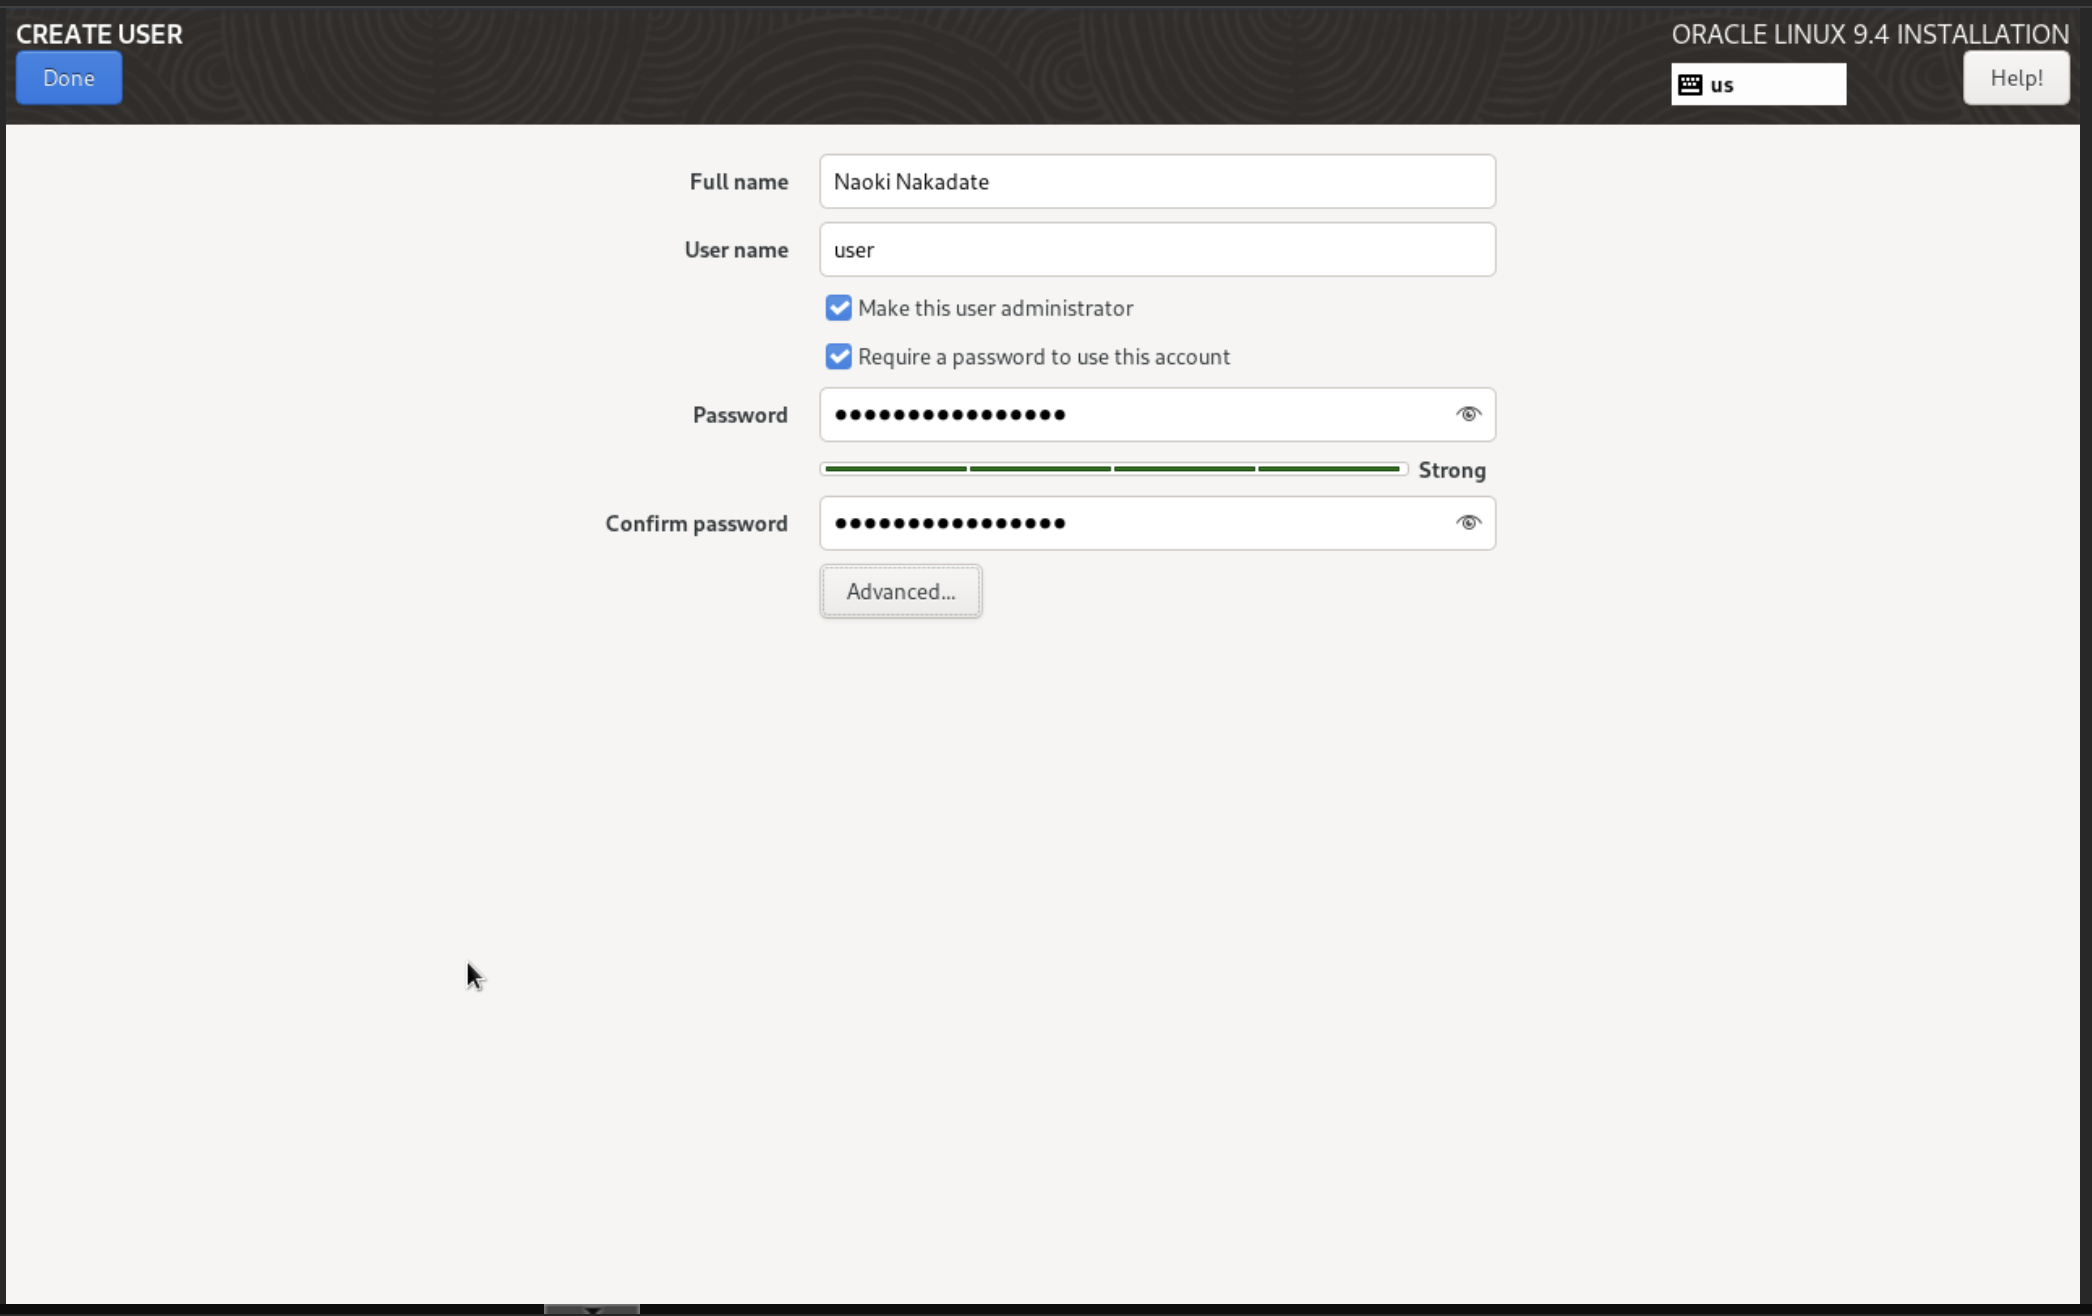 CREATE USER
Done
ORACLE LINUX 9.4 INSTALLATION
us
Help!
Full name
Naoki Nakadate
User name
user
Make this user administrator
Require a password to use this account
Password
●●●●●●●●●●●●●●●●
Strong
Confirm password
●●●●●●●●●●●●●●●●
Advanced...